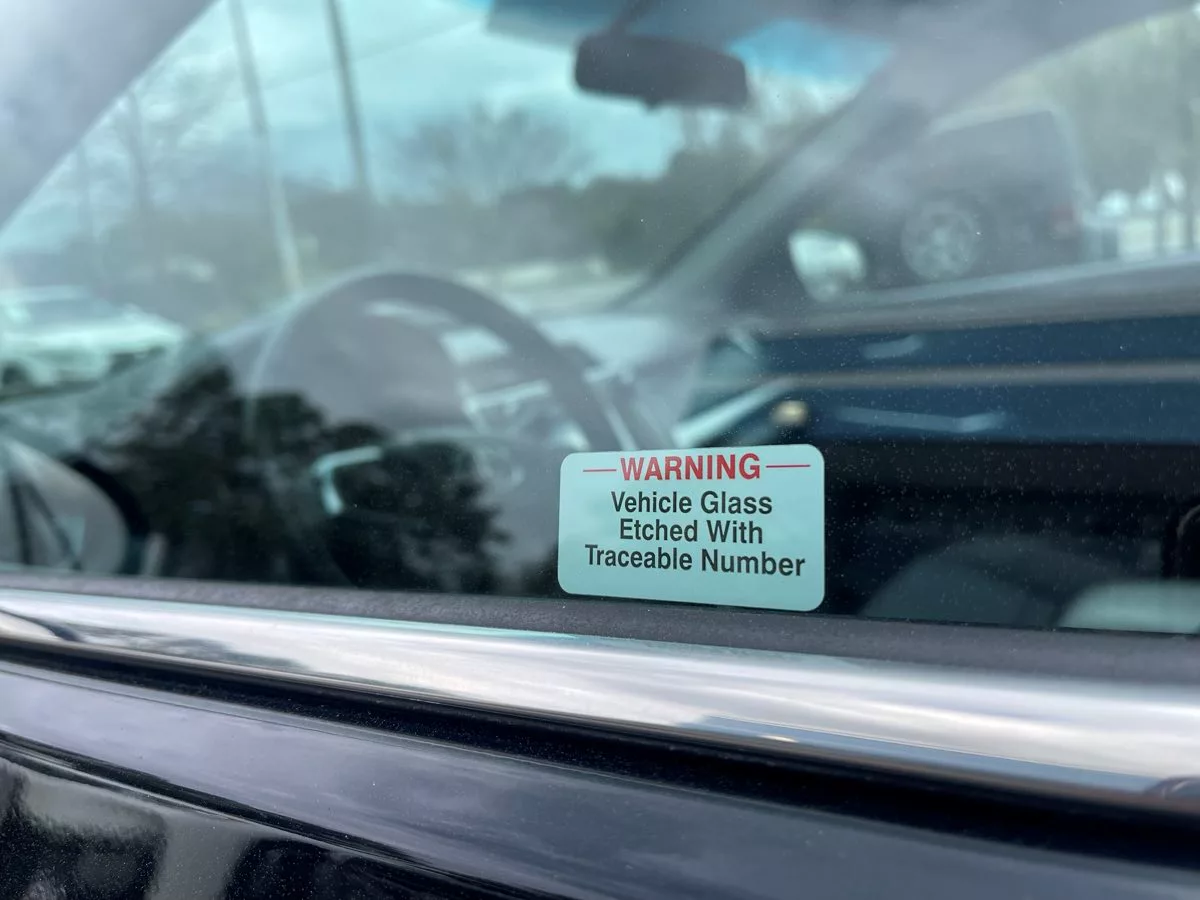 WARNING
Vehicle Glass
Etched With
Traceable Number